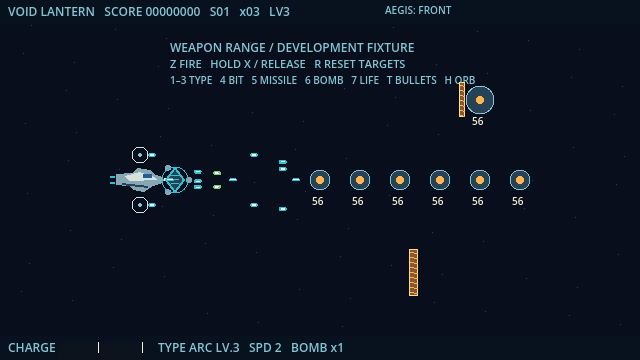 VOID LANTERN SCORE 00000000 S01 x03 LV3 AEGIS: FRONT
WEAPON RANGE / DEVELOPMENT FIXTURE
Z FIRE HOLD X / RELEASE R RESET TARGETS
1–3 TYPE 4 BIT 5 MISSILE 6 BOMB 7 LIFE T BULLETS H ORB
56
56 56 56 56 56 56
CHARGE TYPE ARC LV.3 SPD 2 BOMB x1